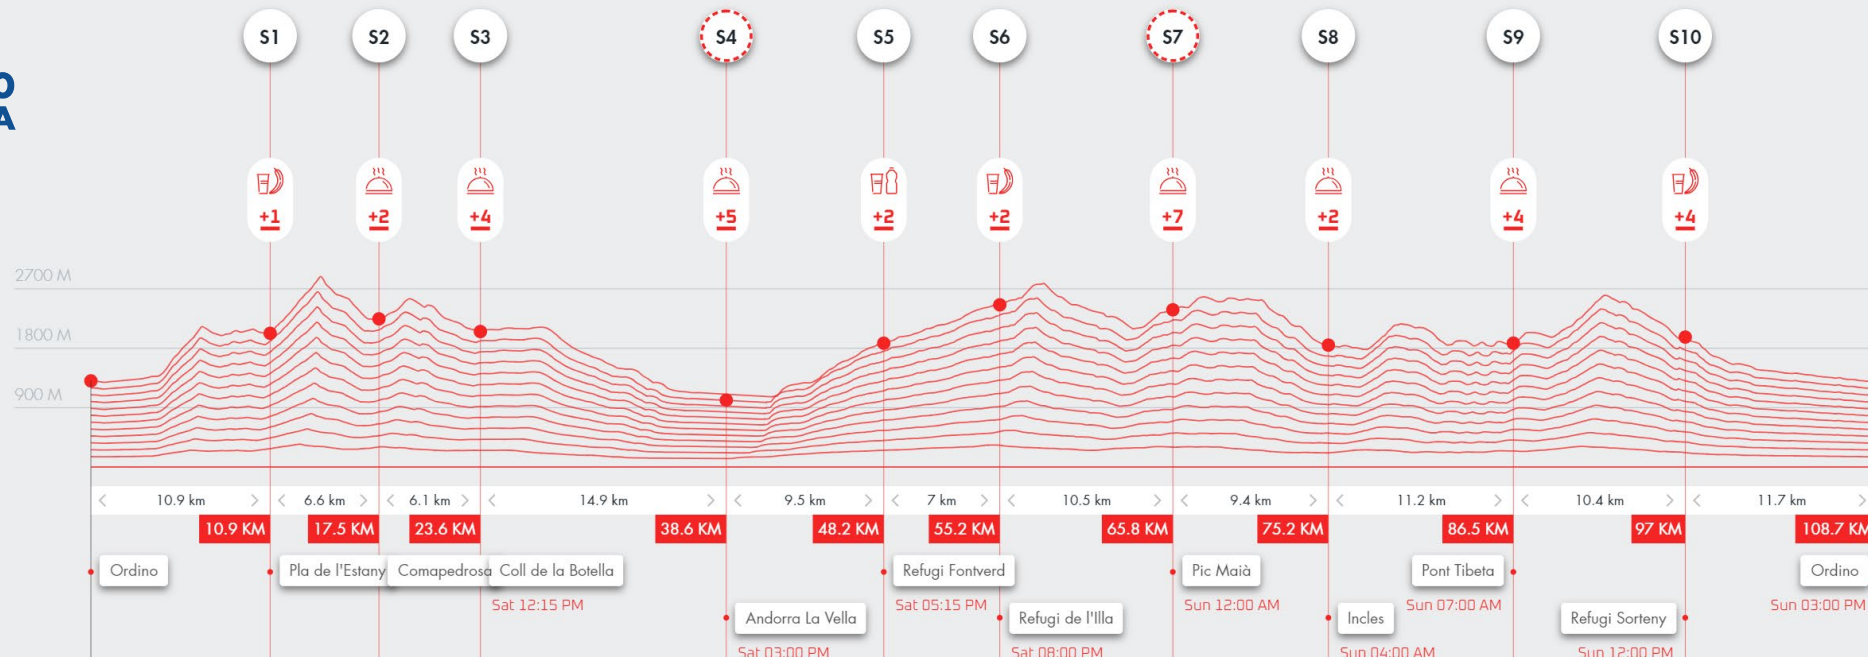 S1 S2 S3 S4 S5 S6 S7 S8 S9 S10
0
A
+1 +2 +4 +5 +2 +2 +7 +2 +4 +4
2700 M
1800 M
900 M
10.9 km 6.6 km 6.1 km 14.9 km 9.5 km 7 km 10.5 km 9.4 km 11.2 km 10.4 km 11.7 km
10.9 KM 17.5 KM 23.6 KM 38.6 KM 48.2 KM 55.2 KM 65.8 KM 75.2 KM 86.5 KM 97 KM 108.7 KM
Ordino Pla de l'Estany Comapedrosa Coll de la Botella Refugi Fontverd Pic Maià Pont Tibeta Ordino
Sat 12:15 PM Sat 05:15 PM Sun 12:00 AM Sun 07:00 AM Sun 03:00 PM
Andorra La Vella Refugi de l'Illa Incles Refugi Sorteny
Sat 03:00 PM Sat 08:00 PM Sun 04:00 AM Sun 12:00 PM